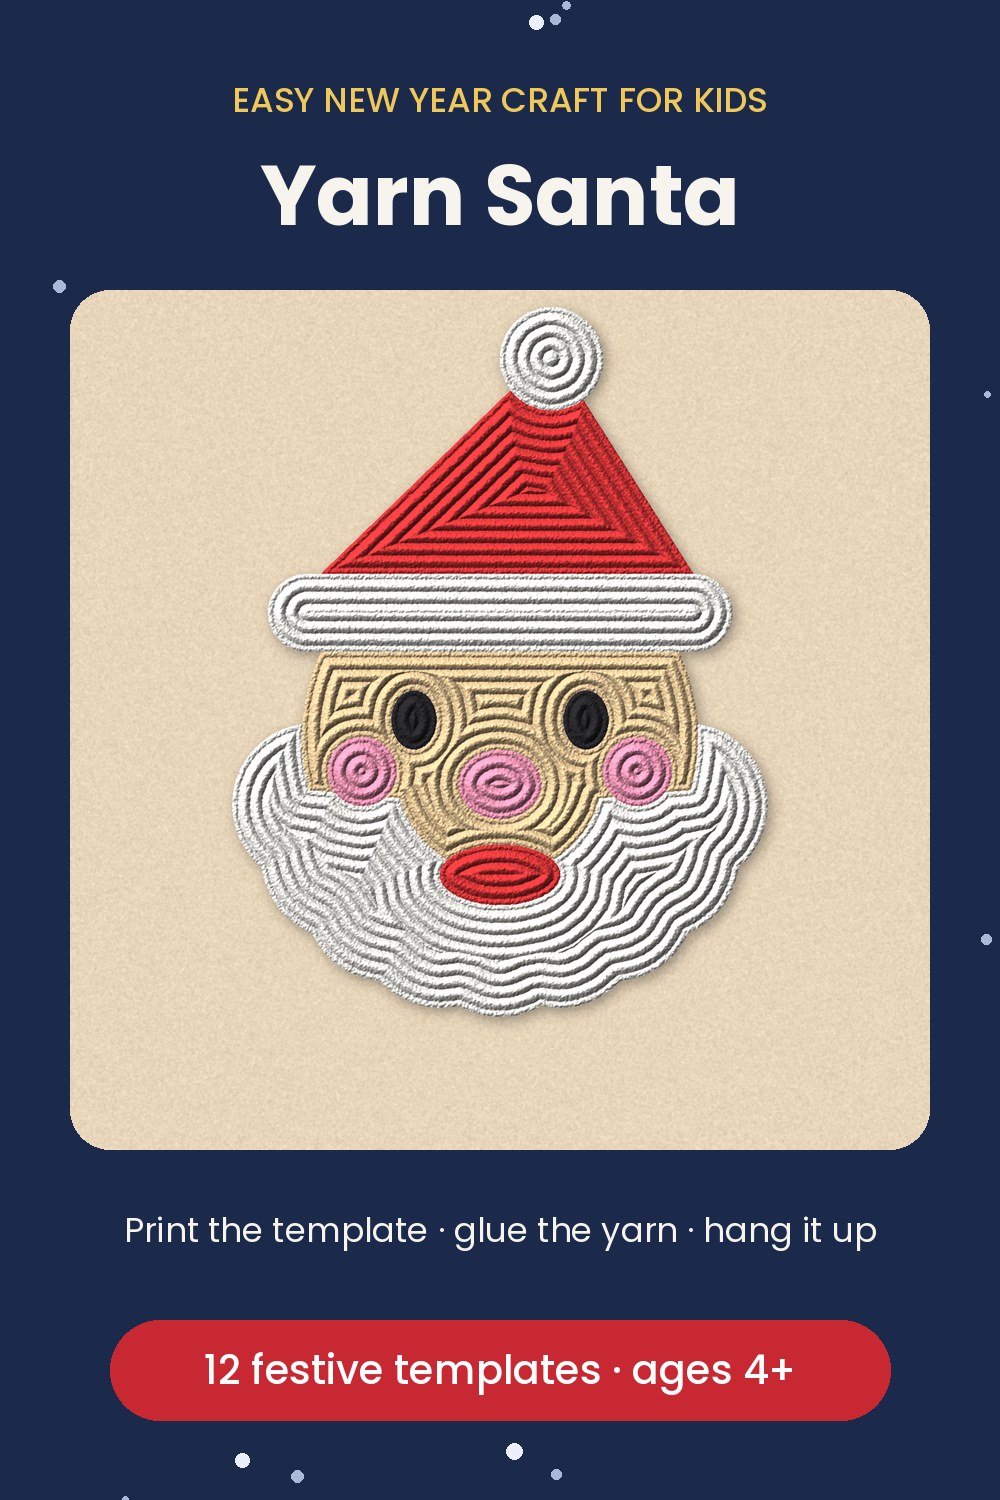 EASY NEW YEAR CRAFT FOR KIDS
Yarn Santa
Print the template · glue the yarn · hang it up
12 festive templates · ages 4+